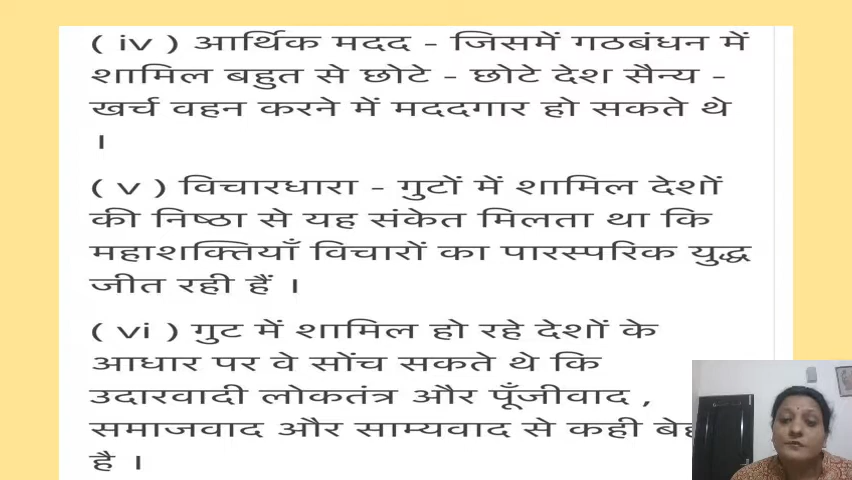 ( iv ) आर्थिक मदद - जिसमें गठबंधन में
शामिल बहुत से छोटे - छोटे देश सैन्य -
खर्च वहन करने में मददगार हो सकते थे
।
( v ) विचारधारा - गुटों में शामिल देशों
की निष्ठा से यह संकेत मिलता था कि
महाशक्तियाँ विचारों का पारस्परिक युद्ध
जीत रही हैं ।
( vi ) गुट में शामिल हो रहे देशों के
आधार पर वे सोंच सकते थे कि
उदारवादी लोकतंत्र और पूँजीवाद ,
समाजवाद और साम्यवाद से कही
है ।